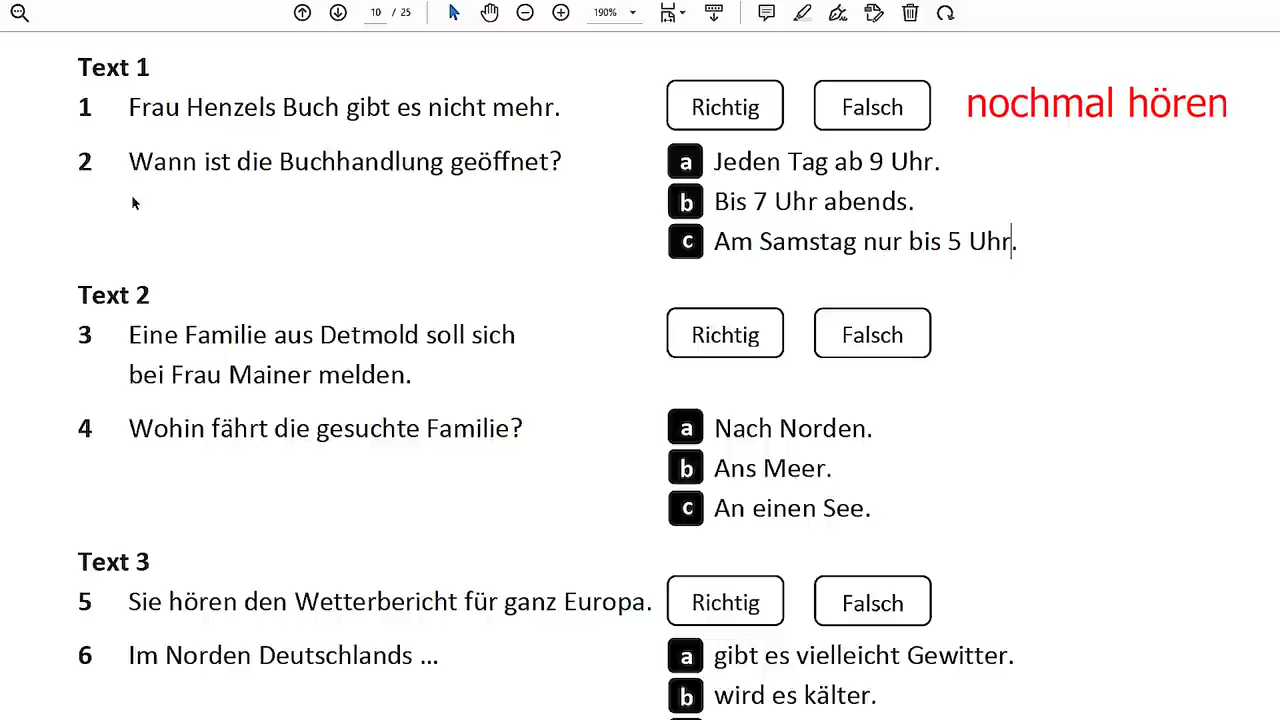 10 / 25 190%
Text 1
1 Frau Henzels Buch gibt es nicht mehr. Richtig Falsch nochmal hören
2 Wann ist die Buchhandlung geöffnet? a Jeden Tag ab 9 Uhr.
b Bis 7 Uhr abends.
c Am Samstag nur bis 5 Uhr.
Text 2
3 Eine Familie aus Detmold soll sich Richtig Falsch
bei Frau Mainer melden.
4 Wohin fährt die gesuchte Familie? a Nach Norden.
b Ans Meer.
c An einen See.
Text 3
5 Sie hören den Wetterbericht für ganz Europa. Richtig Falsch
6 Im Norden Deutschlands ... a gibt es vielleicht Gewitter.
b wird es kälter.